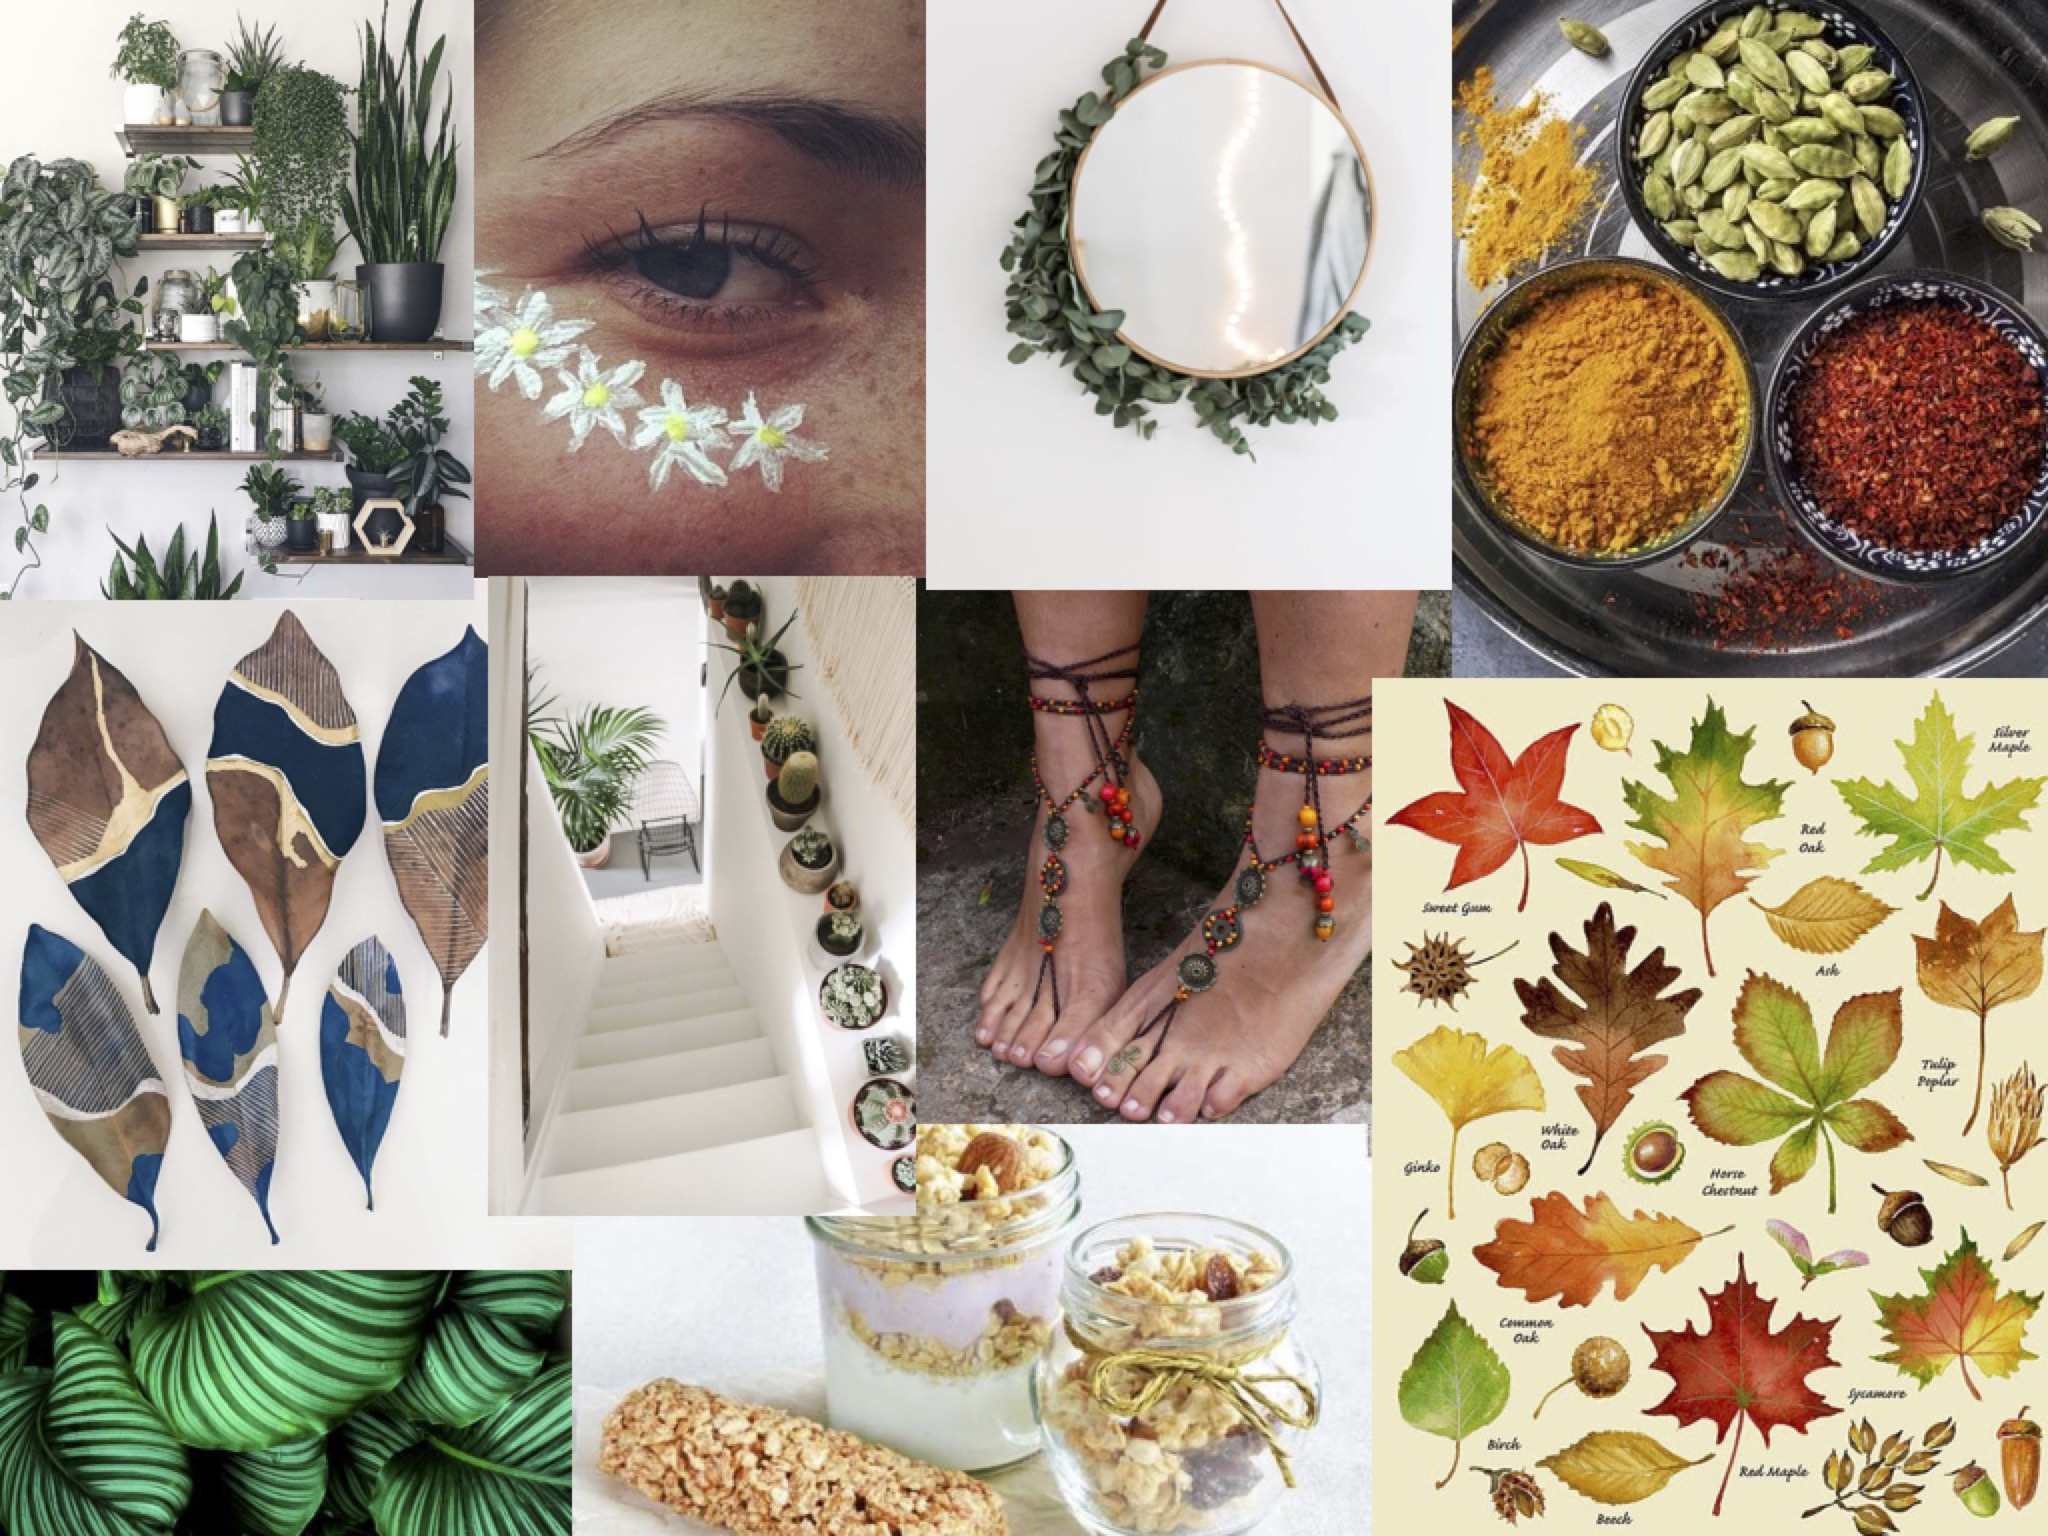 Silver
Maple
Red
Oak
Sweet Gum
Ash
Tulip
Poplar
White
Oak
Ginko
Horse
Chestnut
Common
Oak
Sycamore
Birch
Red Maple
Beech